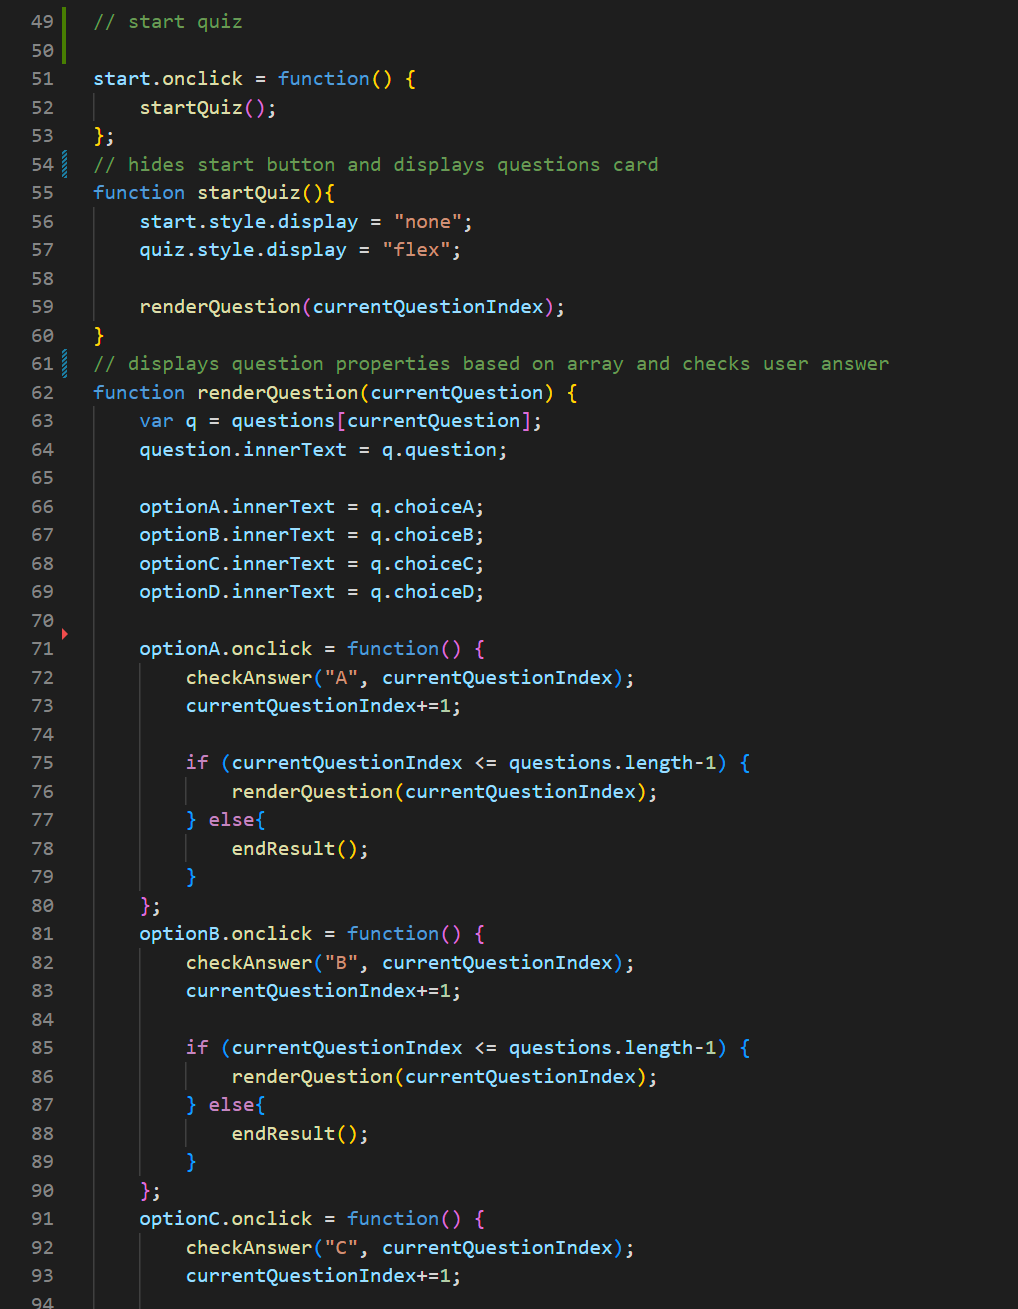 49 // start quiz
50
51 start.onclick = function() {
52     startQuiz();
53 };
54 // hides start button and displays questions card
55 function startQuiz(){
56     start.style.display = "none";
57     quiz.style.display = "flex";
58
59     renderQuestion(currentQuestionIndex);
60 }
61 // displays question properties based on array and checks user answer
62 function renderQuestion(currentQuestion) {
63     var q = questions[currentQuestion];
64     question.innerText = q.question;
65
66     optionA.innerText = q.choiceA;
67     optionB.innerText = q.choiceB;
68     optionC.innerText = q.choiceC;
69     optionD.innerText = q.choiceD;
70
71     optionA.onclick = function() {
72         checkAnswer("A", currentQuestionIndex);
73         currentQuestionIndex+=1;
74
75         if (currentQuestionIndex <= questions.length-1) {
76             renderQuestion(currentQuestionIndex);
77         } else{
78             endResult();
79         }
80     };
81     optionB.onclick = function() {
82         checkAnswer("B", currentQuestionIndex);
83         currentQuestionIndex+=1;
84
85         if (currentQuestionIndex <= questions.length-1) {
86             renderQuestion(currentQuestionIndex);
87         } else{
88             endResult();
89         }
90     };
91     optionC.onclick = function() {
92         checkAnswer("C", currentQuestionIndex);
93         currentQuestionIndex+=1;
94